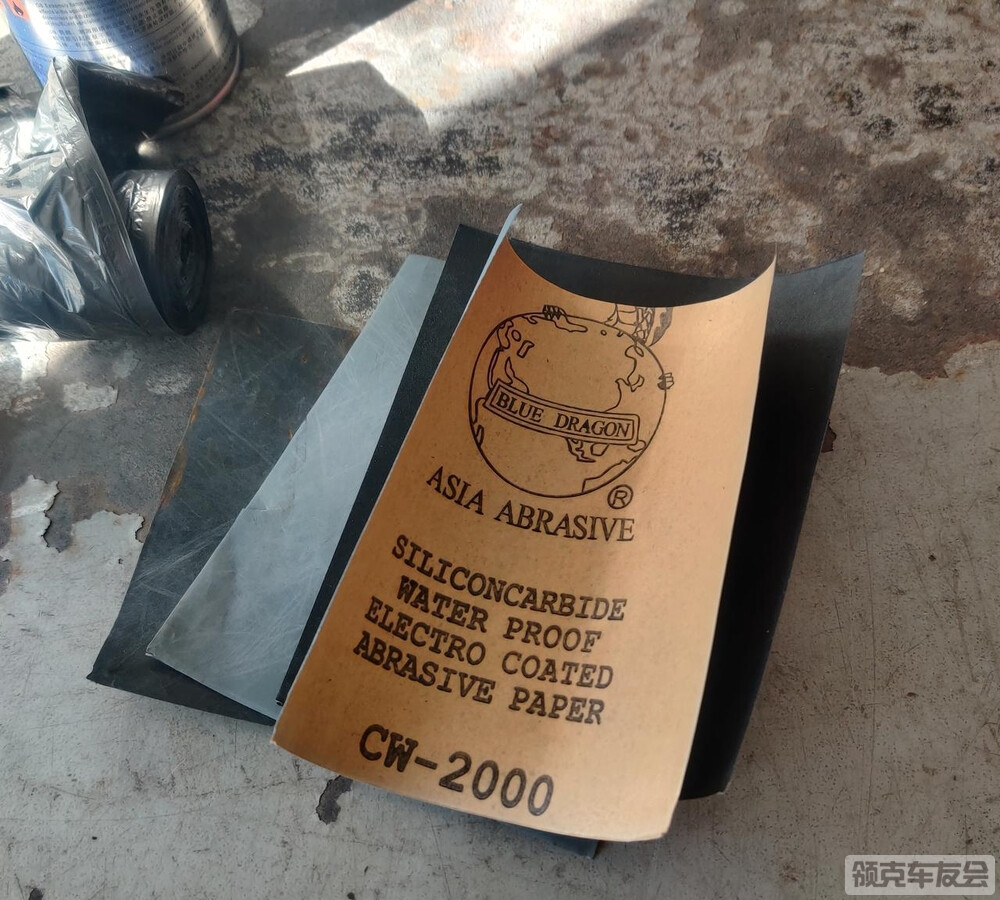 BLUE DRAGON
®
ASIA ABRASIVE
SILICONCARBIDE
WATER PROOF
ELECTRO COATED
ABRASIVE PAPER
CW-2000
领克车友会